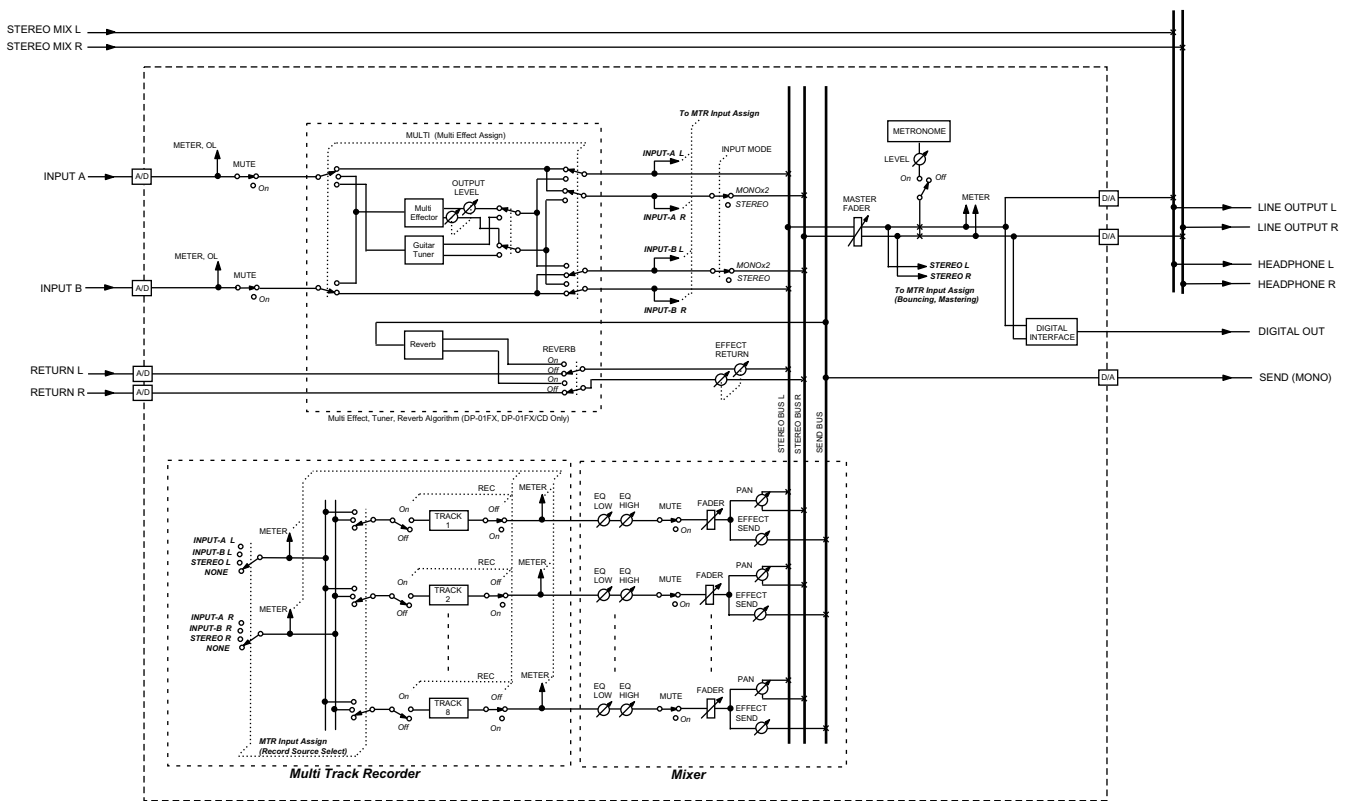 STEREO MIX L
STEREO MIX R
To MTR Input Assign
METRONOME
MULTI (Multi Effect Assign)
METER, OL
INPUT-A L
INPUT MODE
LEVEL
MUTE
On
Off
INPUT A
A/D
On
OUTPUT
LEVEL
MONOx2
METER
MASTER
FADER
D/A
STEREO
Multi
Effector
LINE OUTPUT L
INPUT-A R
LINE OUTPUT R
D/A
Guitar
Tuner
INPUT-B L
METER, OL
MONOx2
STEREO L
HEADPHONE L
MUTE
STEREO
STEREO R
INPUT B
A/D
HEADPHONE R
On
To MTR Input Assign
(Bouncing, Mastering)
INPUT-B R
DIGITAL
INTERFACE
DIGITAL OUT
Reverb
REVERB
EFFECT
RETURN
On
RETURN L
A/D
Off
D/A
SEND (MONO)
On
RETURN R
A/D
Off
Multi Effect, Tuner, Reverb Algorithm (DP-01FX, DP-01FX/CD Only)
STEREO BUS L
STEREO BUS R
SEND BUS
REC
METER
PAN
EQ
LOW
EQ
HIGH
MUTE
FADER
On
Off
TRACK
1
METER
EFFECT
SEND
On
Off
On
INPUT-A L
INPUT-B L
STEREO L
NONE
REC
METER
PAN
EQ
LOW
EQ
HIGH
MUTE
FADER
On
Off
TRACK
2
METER
EFFECT
SEND
On
Off
On
INPUT-A R
INPUT-B R
STEREO R
NONE
REC
METER
PAN
EQ
LOW
EQ
HIGH
MUTE
FADER
On
Off
TRACK
8
EFFECT
SEND
On
Off
On
MTR Input Assign
(Record Source Select)
Multi Track Recorder
Mixer